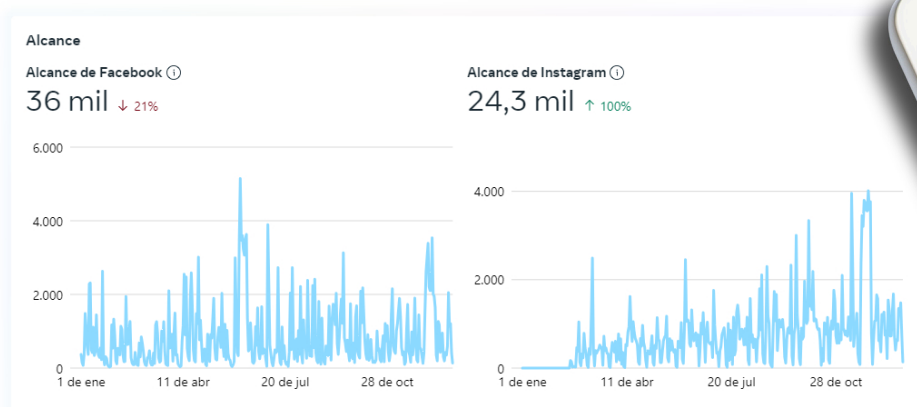 Alcance
Alcance de Facebook
36 mil ↓ 21%
6.000
4.000
2.000
0
1 de ene 11 de abr 20 de jul 28 de oct
Alcance de Instagram
24,3 mil ↑ 100%
4.000
2.000
0
1 de ene 11 de abr 20 de jul 28 de oct